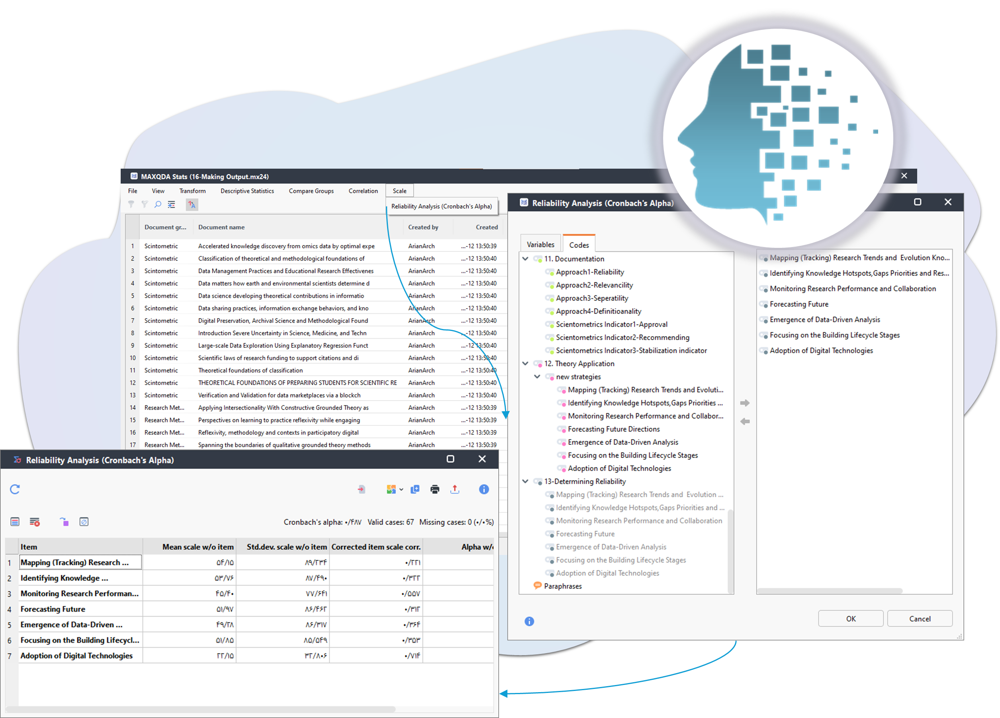 MAXQDA Stats (16-Making Output.mx24)
File View Transform Descriptive Statistics Compare Groups Correlation Scale
Reliability Analysis (Cronbach's Alpha)
Document gr... Document name Created by Created
1 Scintometric Accelerated knowledge discovery from omics data by optimal expe ArianArch ...-12 13:50:39
2 Scintometric Classification of theoretical and methodological foundations of ArianArch ...-12 13:50:40
3 Scintometric Data Management Practices and Educational Research Effectivenes ArianArch ...-12 13:50:40
4 Scintometric Data matters how earth and environmental scientists determine d ArianArch ...-12 13:50:40
5 Scintometric Data science developing theoretical contributions in informatio ArianArch ...-12 13:50:40
6 Scintometric Data sharing practices, information exchange behaviors, and kno ArianArch ...-12 13:50:40
7 Scintometric Digital Preservation, Archival Science and Methodological Found ArianArch ...-12 13:50:40
8 Scintometric Introduction Severe Uncertainty in Science, Medicine, and Techn ArianArch ...-12 13:50:40
9 Scintometric Large-scale Data Exploration Using Explanatory Regression Funct ArianArch ...-12 13:50:40
10 Scintometric Scientific laws of research funding to support citations and di ArianArch ...-12 13:50:40
11 Scintometric Theoretical foundations of classification ArianArch ...-12 13:50:40
12 Scintometric THEORETICAL FOUNDATIONS OF PREPARING STUDENTS FOR SCIENTIFIC RE ArianArch ...-12 13:50:40
13 Scintometric Verification and Validation for data marketplaces via a blockch ArianArch ...-12 13:50:40
14 Research Met... Applying Intersectionality With Constructive Grounded Theory as ArianArch ...-12 13:50:39
15 Research Met... Perspectives on learning to practice reflexivity while engaging ArianArch ...-12 13:50:39
16 Research Met... Reflexivity, methodology and contexts in participatory digital ArianArch ...-12 13:50:39
17 Research Met... Spanning the boundaries of qualitative grounded theory methods ArianArch ...-12 13:50:39
Reliability Analysis (Cronbach's Alpha)
Variables Codes
11. Documentation
Approach1-Reliability
Approach2-Relevancility
Approach3-Seperatility
Approach4-Definitioanality
Scientometrics Indicator1-Approval
Scientometrics Indicator2-Recommending
Scientometrics Indicator3-Stabilization indicator
12. Theory Application
new strategies
Mapping (Tracking) Research Trends and Evoluti...
Identifying Knowledge Hotspots,Gaps Priorities ...
Monitoring Research Performance and Collabor...
Forecasting Future Directions
Emergence of Data-Driven Analysis
Focusing on the Building Lifecycle Stages
Adoption of Digital Technologies
13-Determining Reliability
Mapping (Tracking) Research Trends and Evolution ...
Identifying Knowledge Hotspots,Gaps Priorities and ...
Monitoring Research Performance and Collaboration
Forecasting Future
Emergence of Data-Driven Analysis
Focusing on the Building Lifecycle Stages
Adoption of Digital Technologies
Paraphrases
Mapping (Tracking) Research Trends and Evolution Kno...
Identifying Knowledge Hotspots,Gaps Priorities and Res...
Monitoring Research Performance and Collaboration
Forecasting Future
Emergence of Data-Driven Analysis
Focusing on the Building Lifecycle Stages
Adoption of Digital Technologies
OK Cancel
Reliability Analysis (Cronbach's Alpha)
Cronbach's alpha: ۰/۴۸۷ Valid cases: 67 Missing cases: 0 (۰/۰%)
Item Mean scale w/o item Std.dev. scale w/o item Corrected item scale corr. Alpha w/
1 Mapping (Tracking) Research ... ۵۴/۱۵ ۸۹/۲۳۴ ۰/۲۲۱
2 Identifying Knowledge ... ۵۳/۷۶ ۸۷/۴۹۰ ۰/۳۲۲
3 Monitoring Research Performan... ۴۵/۴۰ ۷۷/۶۴۱ ۰/۵۵۷
4 Forecasting Future ۵۱/۹۷ ۸۶/۴۶۲ ۰/۳۱۲
5 Emergence of Data-Driven ... ۴۹/۲۸ ۸۶/۳۱۷ ۰/۳۶۴
6 Focusing on the Building Lifecycl... ۵۱/۸۵ ۸۵/۵۴۹ ۰/۳۵۳
7 Adoption of Digital Technologies ۲۲/۱۵ ۳۲/۸۰۶ ۰/۷۱۴